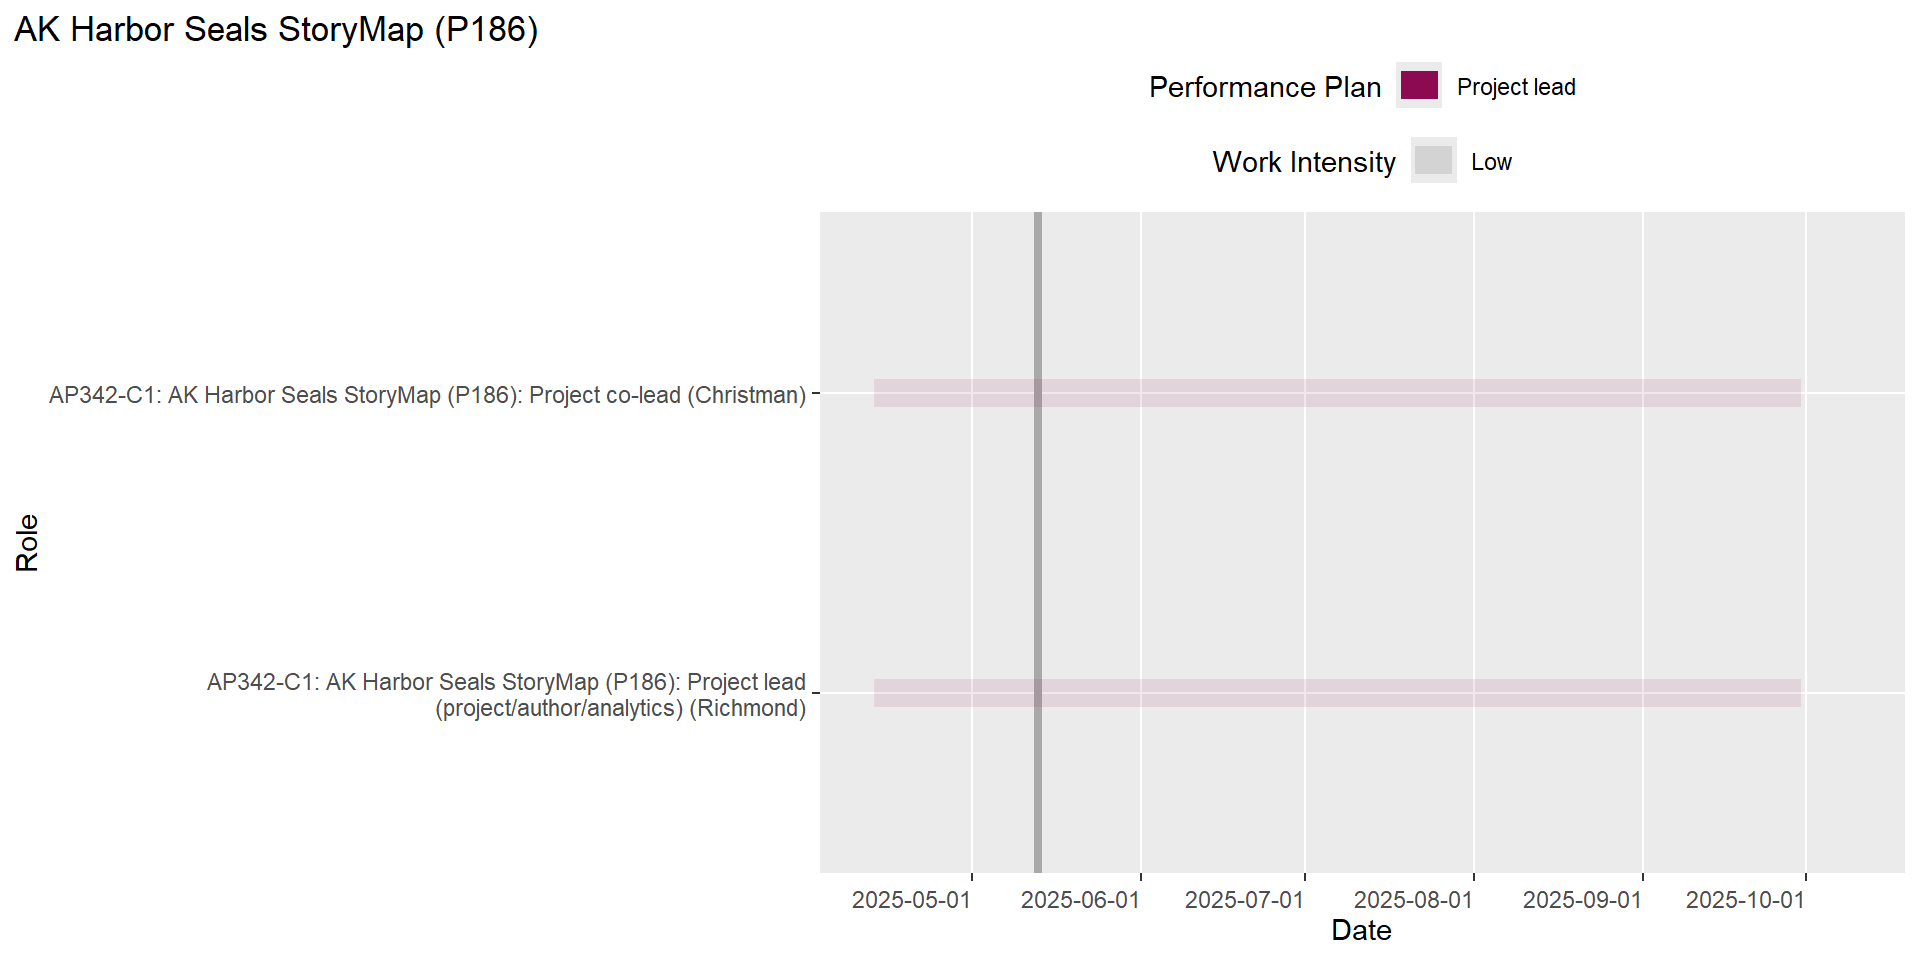 AK Harbor Seals StoryMap (P186)
Performance Plan
Project lead
Work Intensity
Low
AP342-C1: AK Harbor Seals StoryMap (P186): Project co-lead (Christman)
Role
AP342-C1: AK Harbor Seals StoryMap (P186): Project lead
(project/author/analytics) (Richmond)
2025-05-01
2025-06-01
2025-07-01
2025-08-01
2025-09-01
2025-10-01
Date